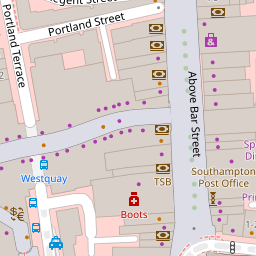 Regent Street
Portland Street
Portland Terrace
Above Bar Street
Westquay
Southampton
Post Office
TSB
Boots